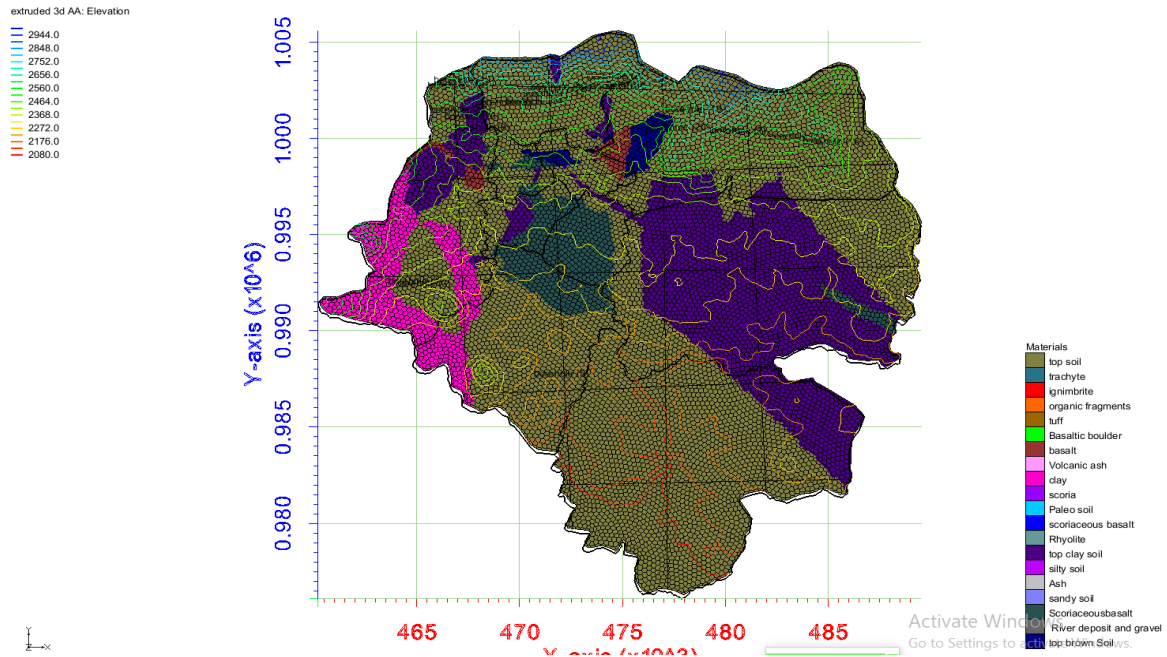 extruded 3d AA: Elevation
2944.0
2848.0
2752.0
2656.0
2560.0
2464.0
2368.0
2272.0
2176.0
2080.0
1.005
1.000
0.995
0.990
0.985
0.980
Y-axis (x10^6)
465 470 475 480 485
X-axis (x10^3)
Materials
top soil
trachyte
ignimbrite
organic fragments
tuff
Basaltic boulder
basalt
Volcanic ash
clay
scoria
Paleo soil
scoriaceous basalt
Rhyolite
top clay soil
silty soil
Ash
sandy soil
Scoriaceousbasalt
River deposit and gravel
top brown Soil
Activate Windows
Go to Settings to activate Windows.
Y
Z
X